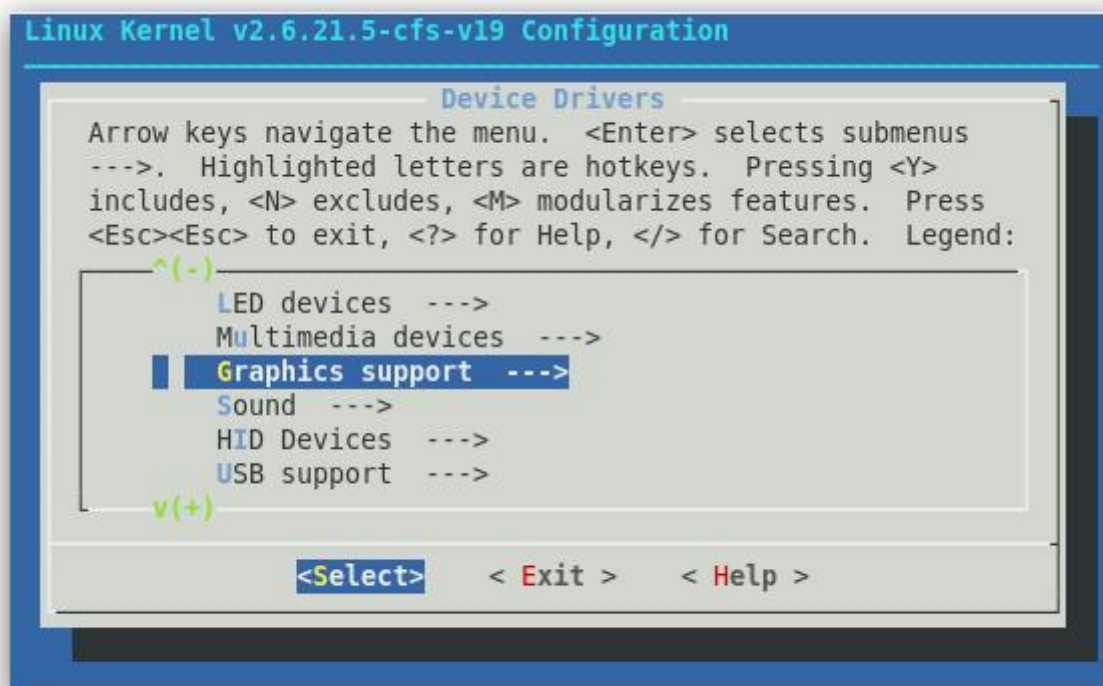 Linux Kernel v2.6.21.5-cfs-v19 Configuration
Device Drivers
Arrow keys navigate the menu.  <Enter> selects submenus
--->.  Highlighted letters are hotkeys.  Pressing <Y>
includes, <N> excludes, <M> modularizes features.  Press
<Esc><Esc> to exit, <?> for Help, </> for Search.  Legend:
^(-)
LED devices  --->
Multimedia devices  --->
Graphics support  --->
Sound  --->
HID Devices  --->
USB support  --->
v(+)
<Select>    < Exit >    < Help >